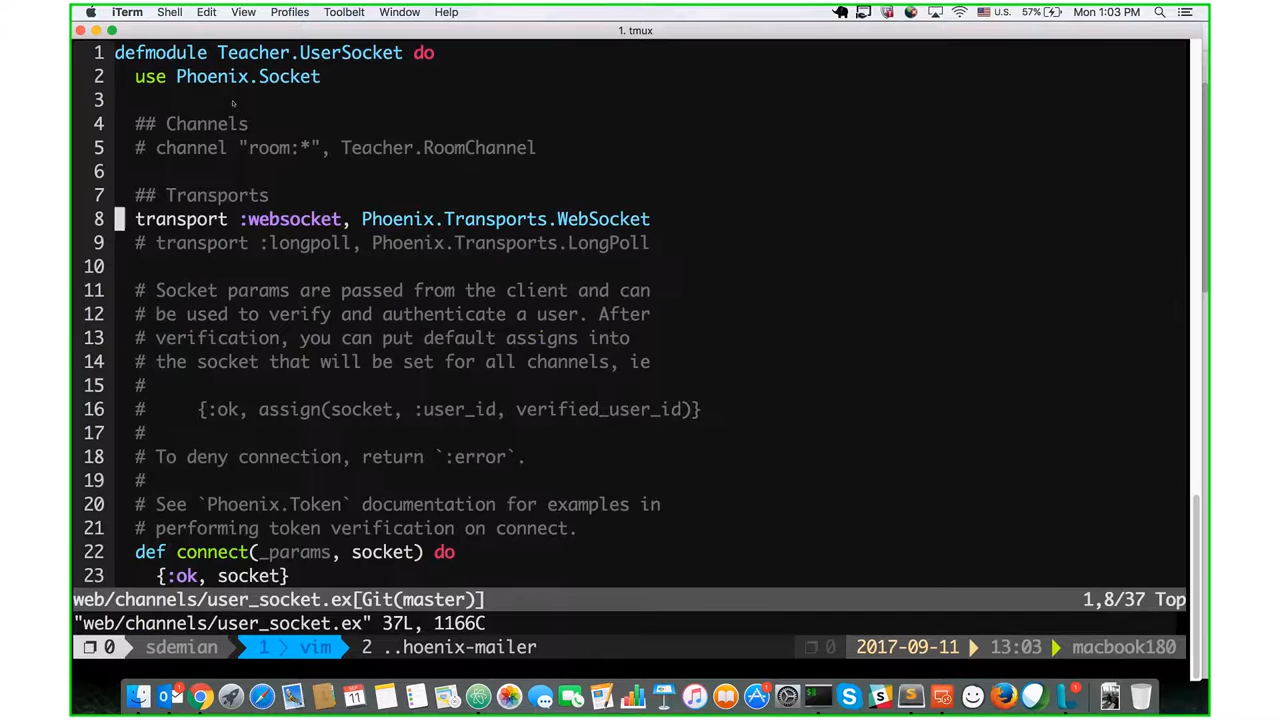 iTerm Shell Edit View Profiles Toolbelt Window Help U.S. 57% Mon 1:03 PM
1. tmux
1 defmodule Teacher.UserSocket do
2 use Phoenix.Socket
3
4 ## Channels
5 # channel "room:*", Teacher.RoomChannel
6
7 ## Transports
8 transport :websocket, Phoenix.Transports.WebSocket
9 # transport :longpoll, Phoenix.Transports.LongPoll
10
11 # Socket params are passed from the client and can
12 # be used to verify and authenticate a user. After
13 # verification, you can put default assigns into
14 # the socket that will be set for all channels, ie
15 #
16 # {:ok, assign(socket, :user_id, verified_user_id)}
17 #
18 # To deny connection, return `:error`.
19 #
20 # See `Phoenix.Token` documentation for examples in
21 # performing token verification on connect.
22 def connect(_params, socket) do
23 {:ok, socket}
web/channels/user_socket.ex[Git(master)] 1,8/37 Top
"web/channels/user_socket.ex" 37L, 1166C
0 sdemian 1 vim 2 ..hoenix-mailer 0 2017-09-11 13:03 macbook180